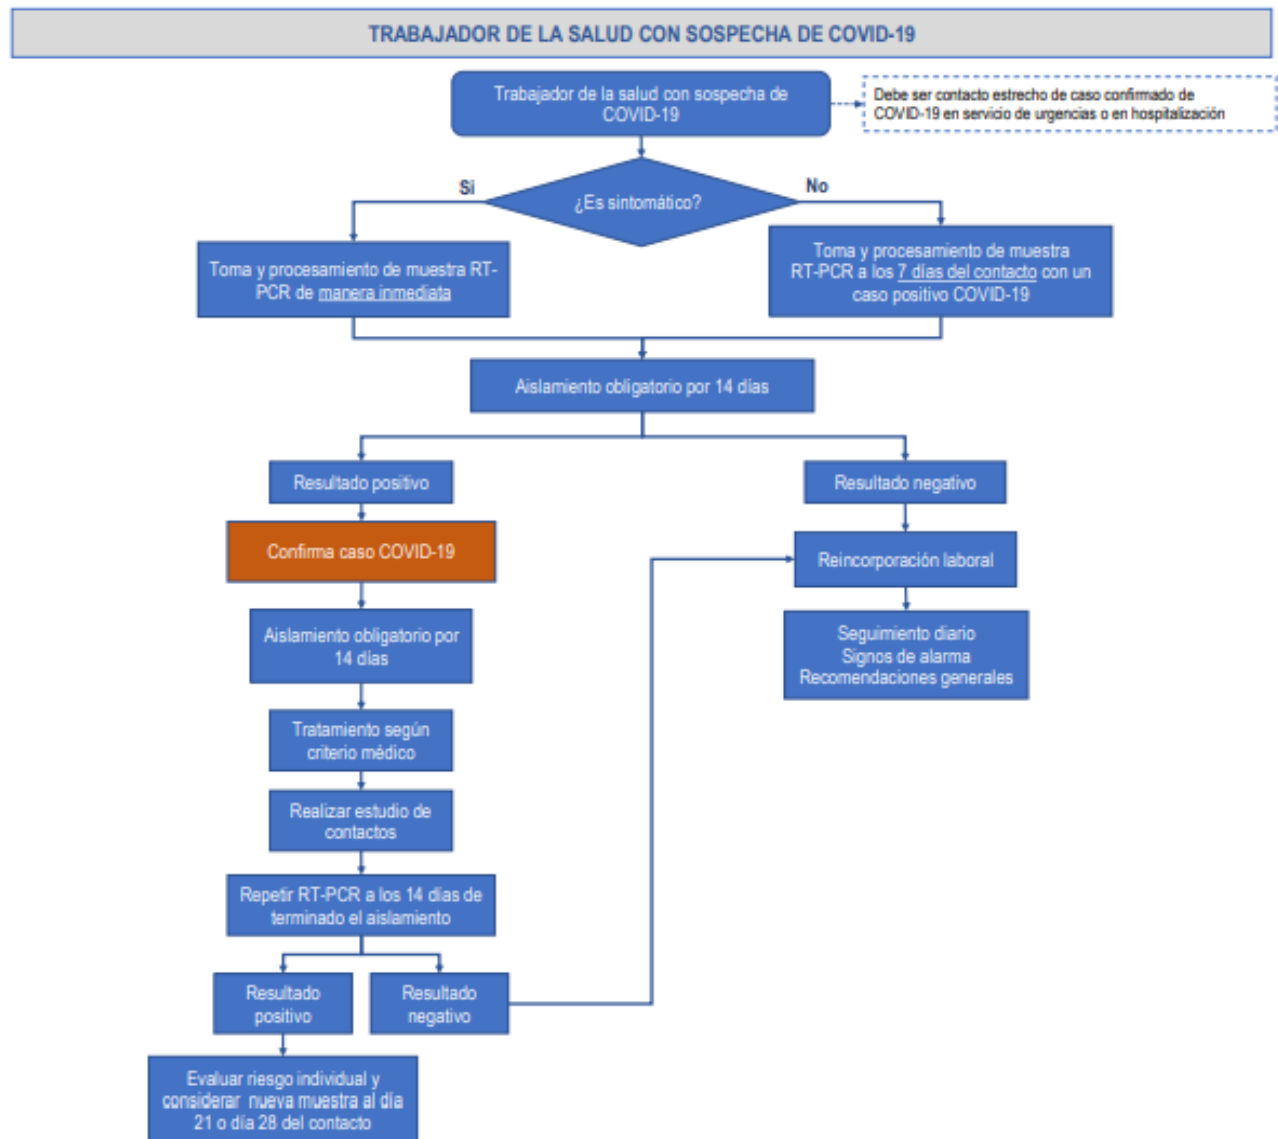 TRABAJADOR DE LA SALUD CON SOSPECHA DE COVID-19
Trabajador de la salud con sospecha de
COVID-19
Debe ser contacto estrecho de caso confirmado de
COVID-19 en servicio de urgencias o en hospitalización
Si
¿Es sintomático?
No
Toma y procesamiento de muestra RT-
PCR de manera inmediata
Toma y procesamiento de muestra
RT-PCR a los 7 días del contacto con un
caso positivo COVID-19
Aislamiento obligatorio por 14 días
Resultado positivo
Resultado negativo
Confirma caso COVID-19
Reincorporación laboral
Aislamiento obligatorio por
14 días
Seguimiento diario
Signos de alarma
Recomendaciones generales
Tratamiento según
criterio médico
Realizar estudio de
contactos
Repetir RT-PCR a los 14 días de
terminado el aislamiento
Resultado
positivo
Resultado
negativo
Evaluar riesgo individual y
considerar nueva muestra al día
21 o día 28 del contacto